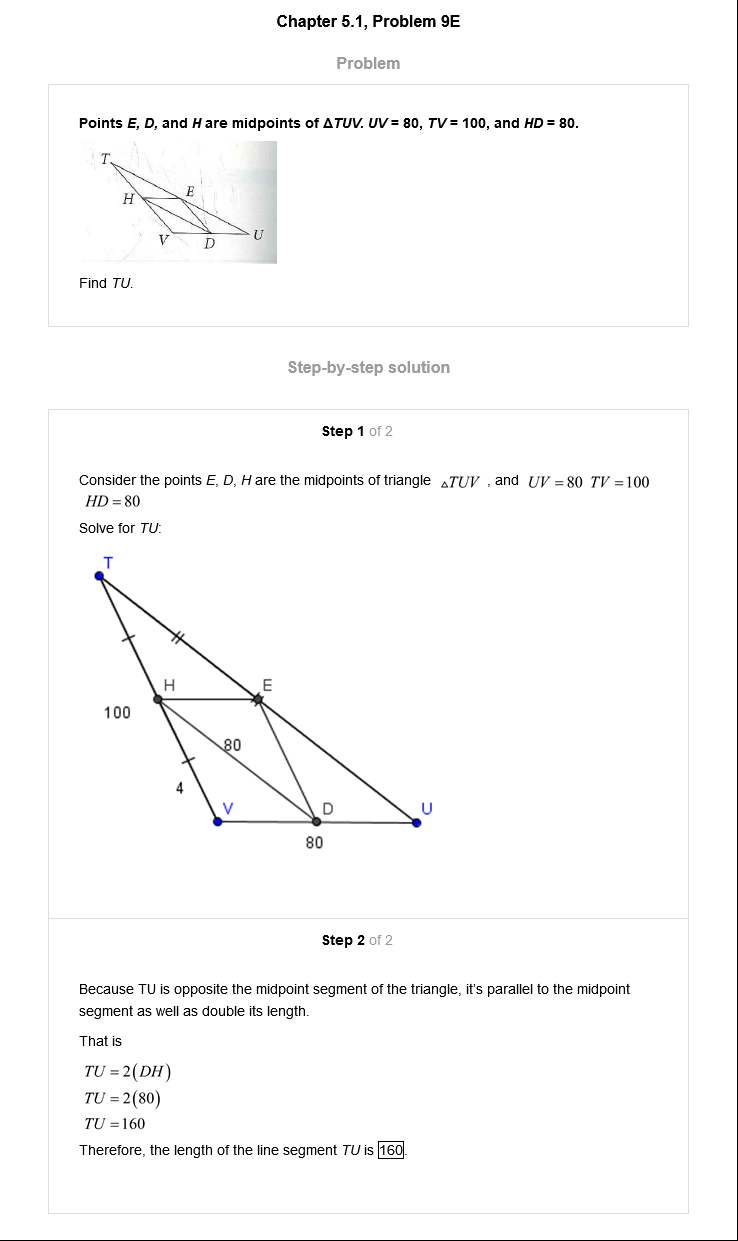 Chapter 5.1, Problem 9E
Problem
Points E, D, and H are midpoints of ΔTUV. UV = 80, TV = 100, and HD = 80.
T
E
H
V
D
U
Find TU.
Step-by-step solution
Step 1 of 2
Consider the points E, D, H are the midpoints of triangle △TUV , and UV = 80 TV = 100
HD = 80
Solve for TU:
T
H
E
100
80
4
V
D
U
80
Step 2 of 2
Because TU is opposite the midpoint segment of the triangle, it's parallel to the midpoint
segment as well as double its length.
That is
TU = 2(DH)
TU = 2(80)
TU = 160
Therefore, the length of the line segment TU is 160.